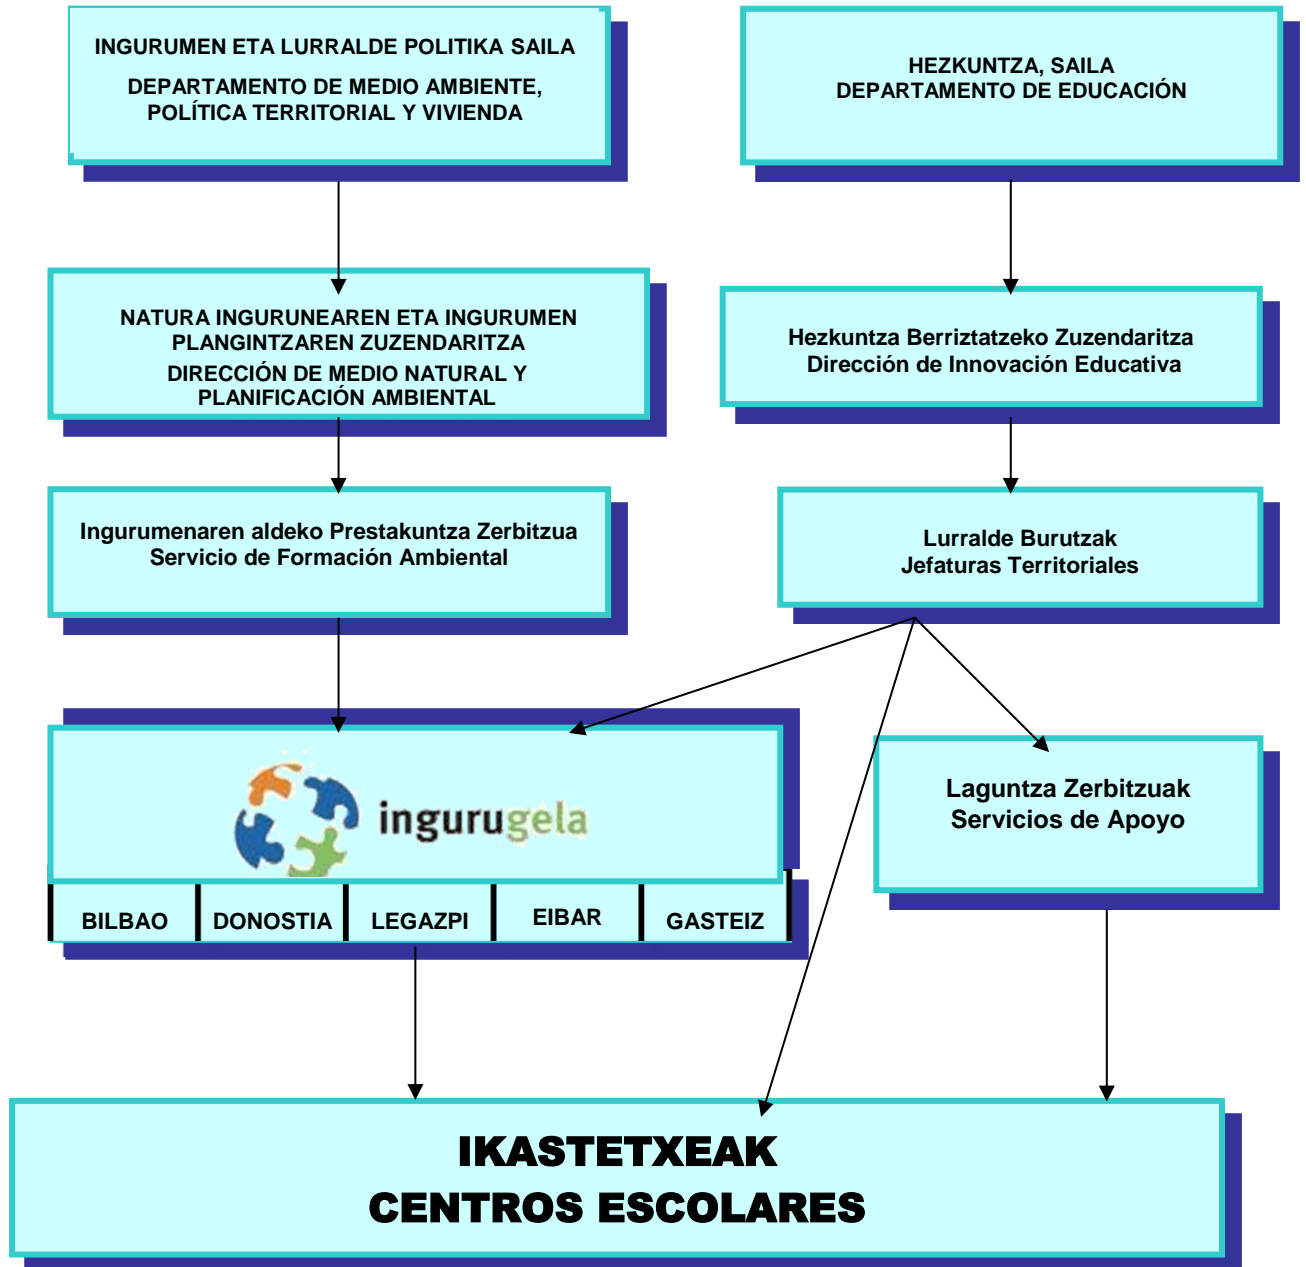 INGURUMEN ETA LURRALDE POLITIKA SAILA
DEPARTAMENTO DE MEDIO AMBIENTE,
POLÍTICA TERRITORIAL Y VIVIENDA
HEZKUNTZA, SAILA
DEPARTAMENTO DE EDUCACIÓN
NATURA INGURUNEAREN ETA INGURUMEN
PLANGINTZAREN ZUZENDARITZA
DIRECCIÓN DE MEDIO NATURAL Y
PLANIFICACIÓN AMBIENTAL
Hezkuntza Berriztatzeko Zuzendaritza
Dirección de Innovación Educativa
Ingurumenaren aldeko Prestakuntza Zerbitzua
Servicio de Formación Ambiental
Lurralde Burutzak
Jefaturas Territoriales
ingurugela
BILBAO
DONOSTIA
LEGAZPI
EIBAR
GASTEIZ
Laguntza Zerbitzuak
Servicios de Apoyo
IKASTETXEAK
CENTROS ESCOLARES